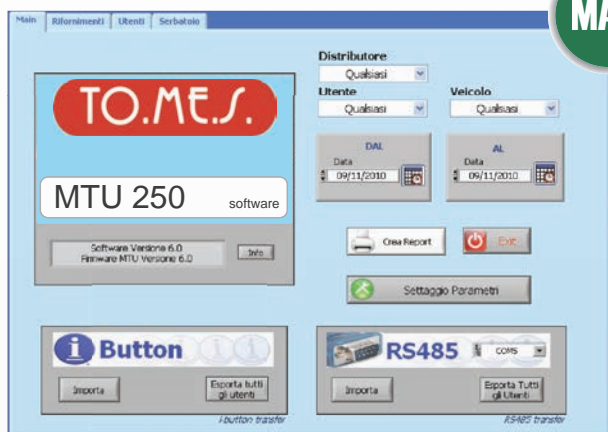 Main Rifornimenti Utenti Serbatoio
MA
TO.ME.S.
MTU 250 software
Software Versione 6.0
Firmware MTU Versione 6.0
Info
Distributore
Qualsiasi
Utente Veicolo
Qualsiasi Qualsiasi
DAL AL
Data Data
09/11/2010 09/11/2010
Crea Report Exit
Settaggio Parametri
i Button
Importa
Esporta tutti
gli utenti
i-button transfer
RS485 COM5
Importa
Esporta Tutti
gli Utenti
RS485 transfer